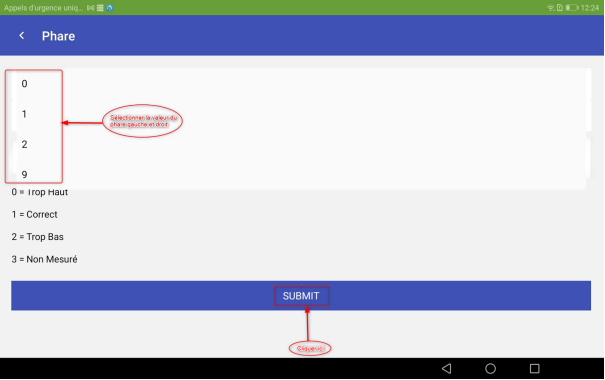 Appels d'urgence uniq... 12:24
Phare
0
1
2
9
Sélectionner la valeur du
phare gauche et droit
0 = Trop Haut
1 = Correct
2 = Trop Bas
3 = Non Mesuré
SUBMIT
Cliquer ici